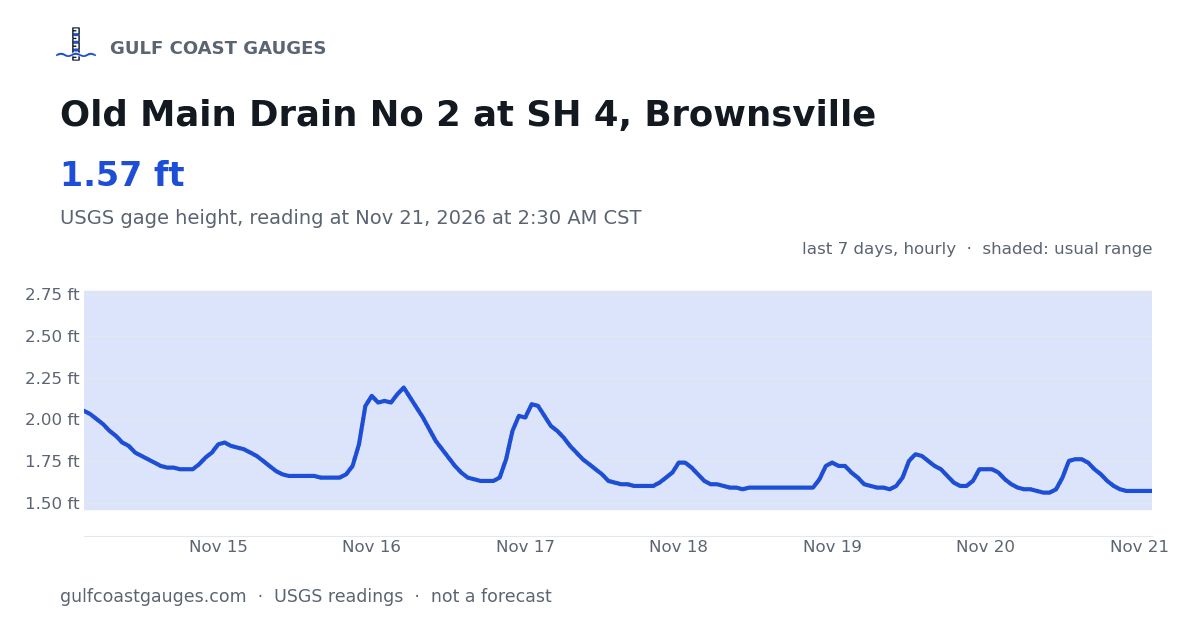 GULF COAST GAUGES
Old Main Drain No 2 at SH 4, Brownsville
1.57 ft
USGS gage height, reading at Nov 21, 2026 at 2:30 AM CST
last 7 days, hourly · shaded: usual range
2.75 ft
2.50 ft
2.25 ft
2.00 ft
1.75 ft
1.50 ft
Nov 15 Nov 16 Nov 17 Nov 18 Nov 19 Nov 20 Nov 21
gulfcoastgauges.com · USGS readings · not a forecast